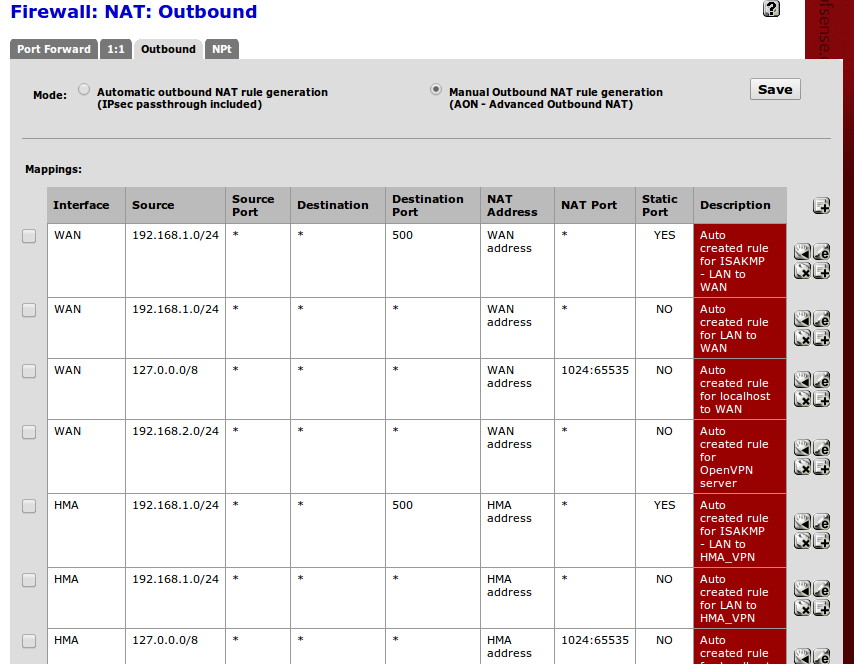 Firewall: NAT: Outbound
?
fsense.
Port Forward 1:1 Outbound NPt
Mode: Automatic outbound NAT rule generation
(IPsec passthrough included)
Manual Outbound NAT rule generation
(AON - Advanced Outbound NAT)
Save
Mappings:
Interface Source Source Port Destination Destination Port NAT Address NAT Port Static Port Description
WAN 192.168.1.0/24 * * 500 WAN address * YES Auto created rule for ISAKMP - LAN to WAN
WAN 192.168.1.0/24 * * * WAN address * NO Auto created rule for LAN to WAN
WAN 127.0.0.0/8 * * * WAN address 1024:65535 NO Auto created rule for localhost to WAN
WAN 192.168.2.0/24 * * * WAN address * NO Auto created rule for OpenVPN server
HMA 192.168.1.0/24 * * 500 HMA address * YES Auto created rule for ISAKMP - LAN to HMA_VPN
HMA 192.168.1.0/24 * * * HMA address * NO Auto created rule for LAN to HMA_VPN
HMA 127.0.0.0/8 * * * HMA address 1024:65535 NO Auto created rule